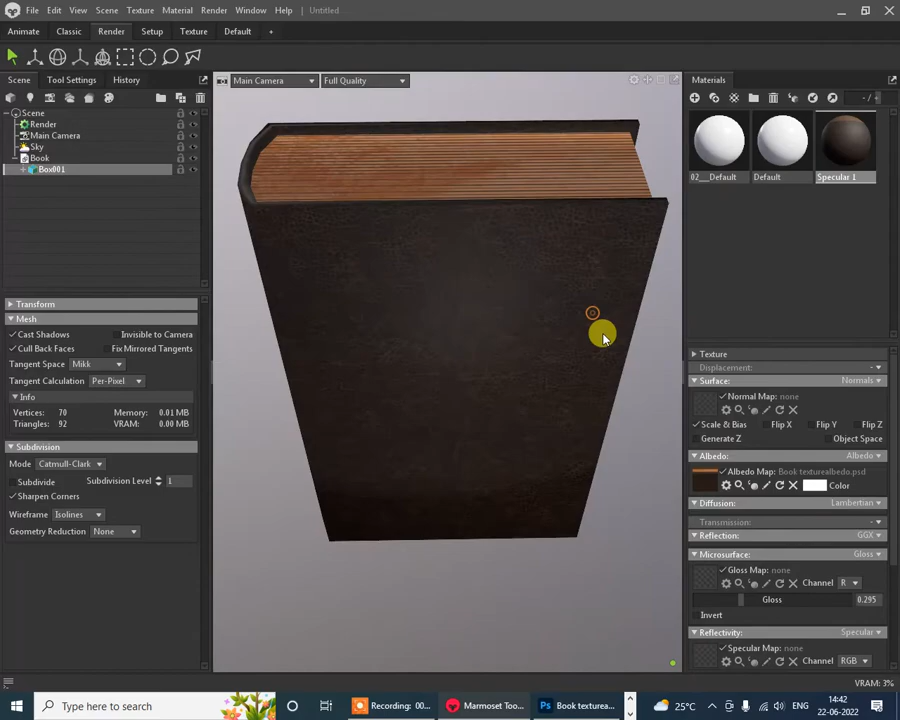 File Edit View Scene Texture Material Render Window Help Untitled
Animate Classic Render Setup Texture Default +
Scene Tool Settings History
Main Camera Full Quality
Materials
Scene
Render
Main Camera
Sky
Book
Box001
02__Default Default Specular 1
Transform
Mesh
Cast Shadows Invisible to Camera
Cull Back Faces Fix Mirrored Tangents
Tangent Space Mikk
Tangent Calculation Per-Pixel
Info
Vertices: 70 Memory: 0.01 MB
Triangles: 92 VRAM: 0.00 MB
Subdivision
Mode Catmull-Clark
Subdivide Subdivision Level 1
Sharpen Corners
Wireframe Isolines
Geometry Reduction None
Texture
Displacement:
Surface: Normals
Normal Map: none
Scale & Bias Flip X Flip Y Flip Z
Generate Z Object Space
Albedo: Albedo
Albedo Map: Book texturealbedo.psd
Color
Diffusion: Lambertian
Transmission:
Reflection: GGX
Microsurface: Gloss
Gloss Map: none
Channel R
Gloss 0.295
Invert
Reflectivity: Specular
Specular Map: none
Channel RGB
VRAM: 3%
Type here to search
Recording: 00...
Marmoset Too...
Book texturea...
25°C
ENG
14:42
22-06-2022